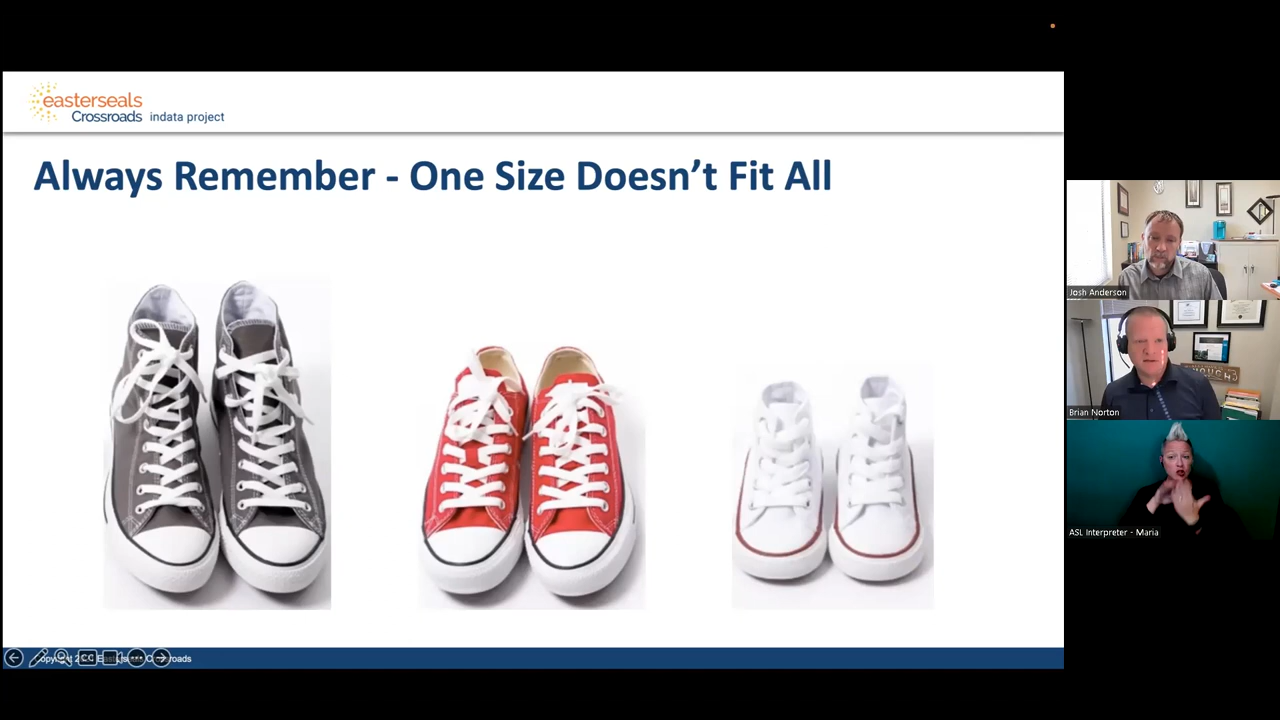 easterseals
Crossroads indata project
Always Remember - One Size Doesn't Fit All
Josh Anderson
Brian Norton
ASL Interpreter - Maria